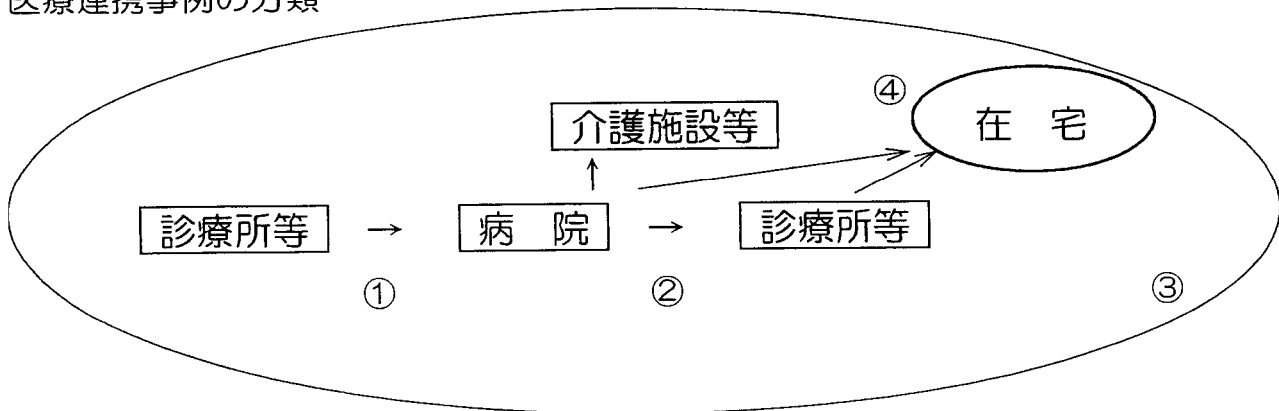 医療連携事例の分類
④
在 宅
介護施設等
↑
診療所等 → 病 院 → 診療所等
① ② ③